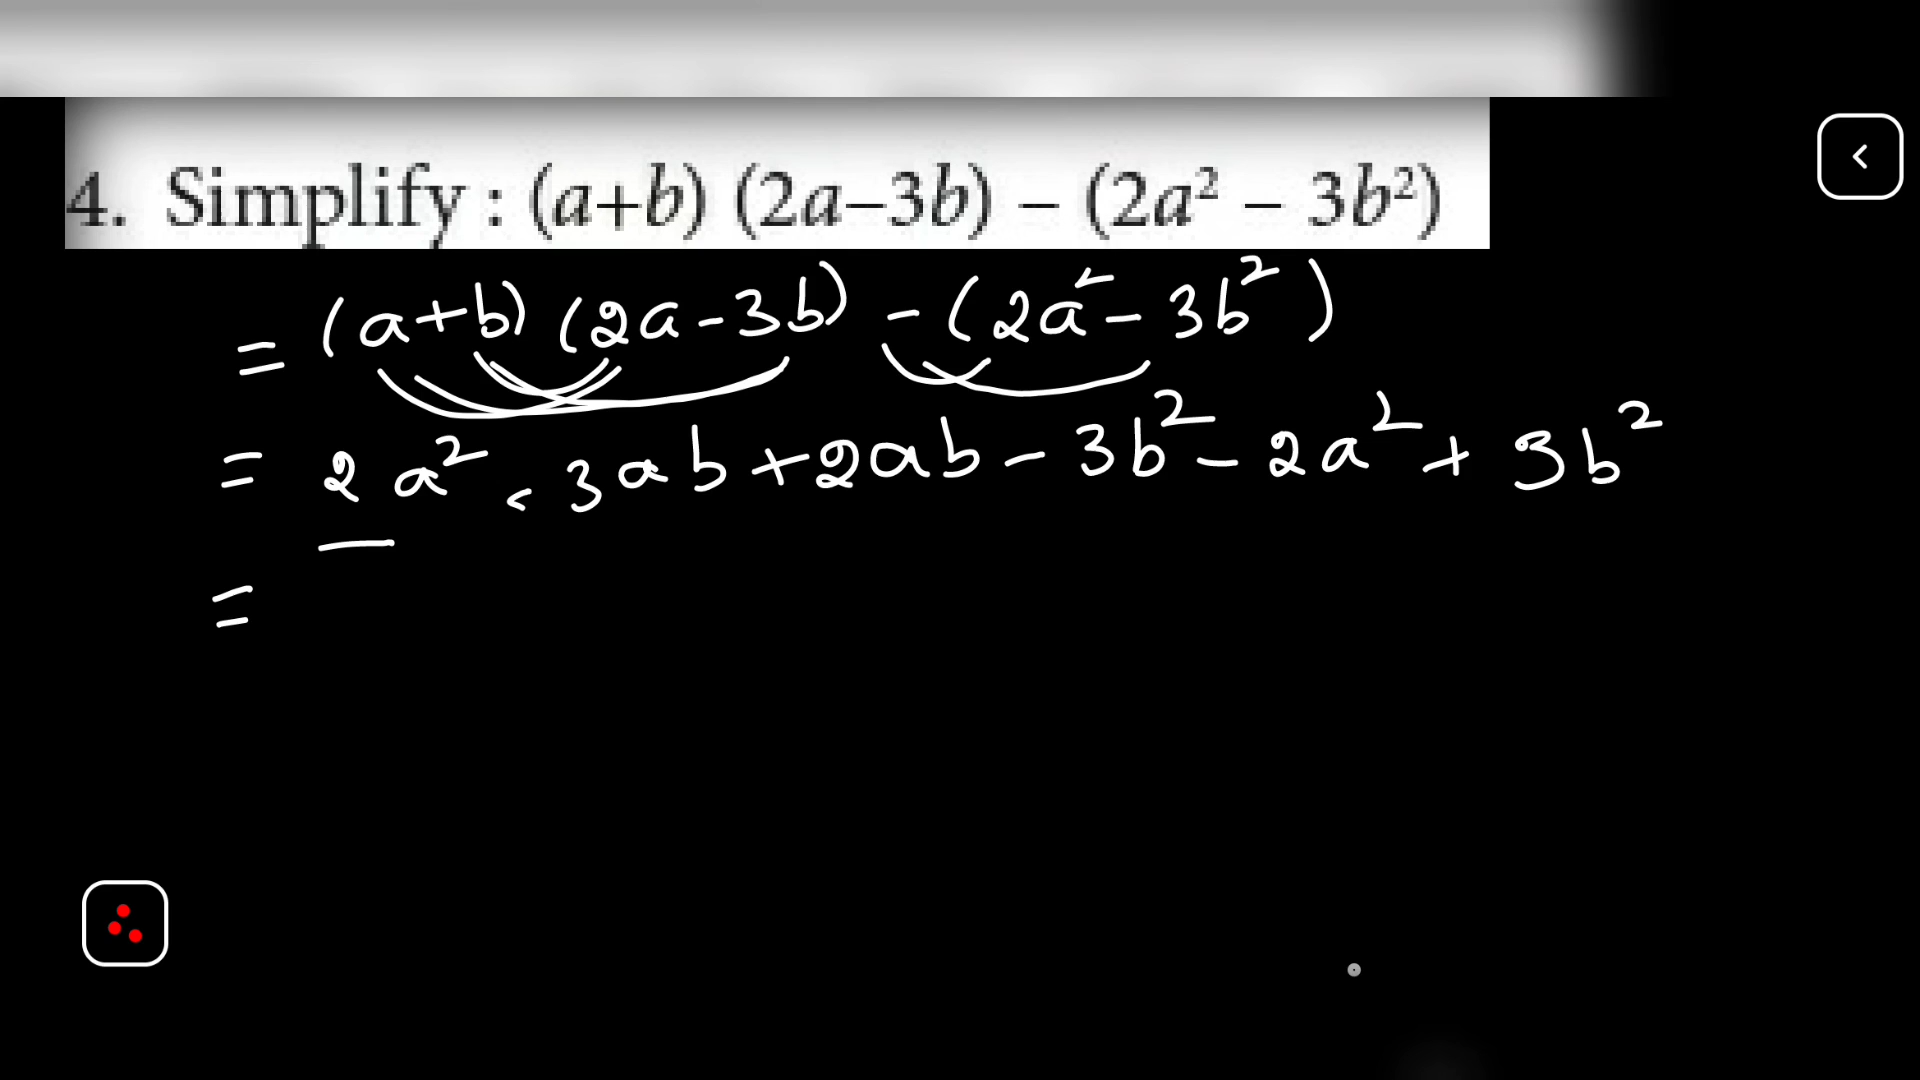 4. Simplify : (a+b) (2a–3b) – (2a² – 3b²)
= (a+b) (2a-3b) - (2a² - 3b²)
= 2a² - 3ab + 2ab - 3b² - 2a² + 3b²
=